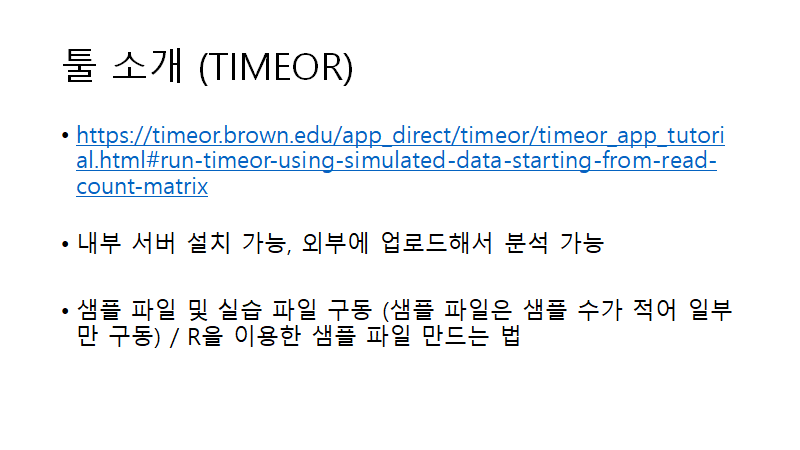 툴 소개 (TIMEOR)
• https://timeor.brown.edu/app_direct/timeor/timeor_app_tutori
al.html#run-timeor-using-simulated-data-starting-from-read-
count-matrix
• 내부 서버 설치 가능, 외부에 업로드해서 분석 가능
• 샘플 파일 및 실습 파일 구동 (샘플 파일은 샘플 수가 적어 일부
만 구동) / R을 이용한 샘플 파일 만드는 법